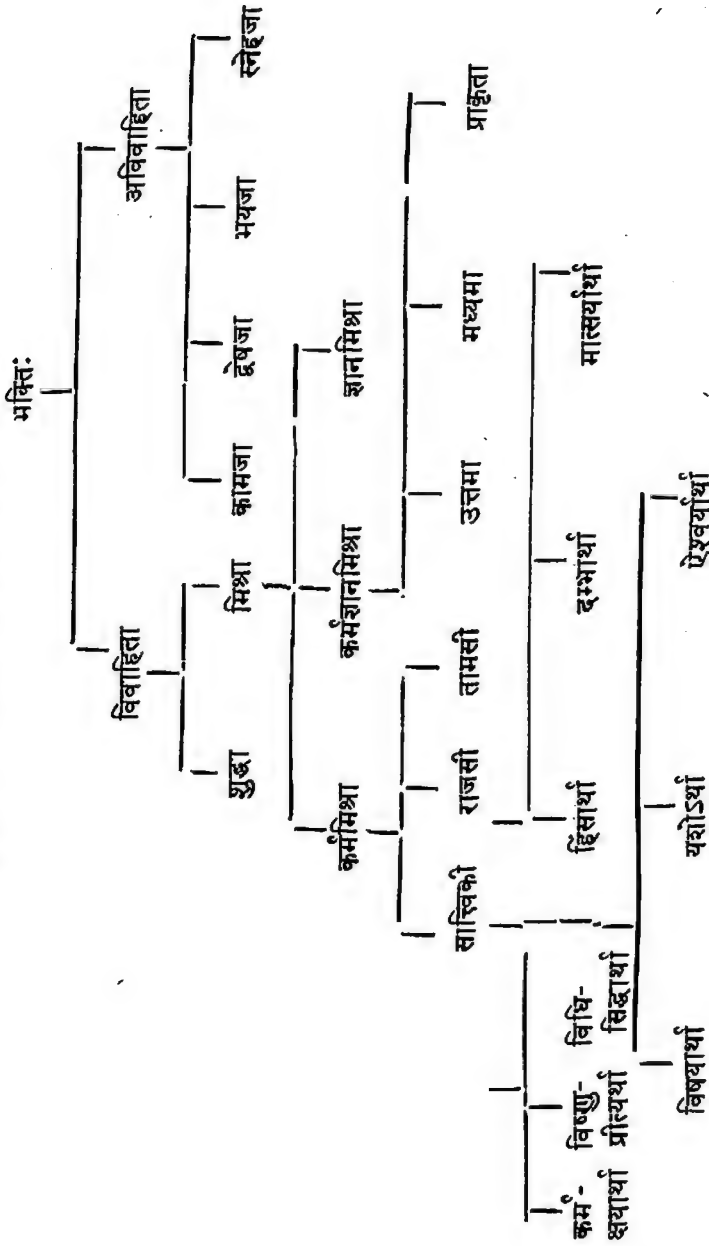 भक्तिः
विवाहिता अविवाहिता
शुद्धा मिश्रा कामजा द्वेषजा भयजा स्नेहजा
कर्ममिश्रा कर्मज्ञानमिश्रा ज्ञानमिश्रा
सात्त्विकी राजसी तामसी उत्तमा मध्यमा प्राकृता
कर्म - विष्णु- विधि- हिंसार्था दम्भार्था मात्सर्यार्था
क्षयार्था प्रीत्यर्था सिद्धार्था
विषयार्था यशोऽर्था ऐश्वर्यार्था